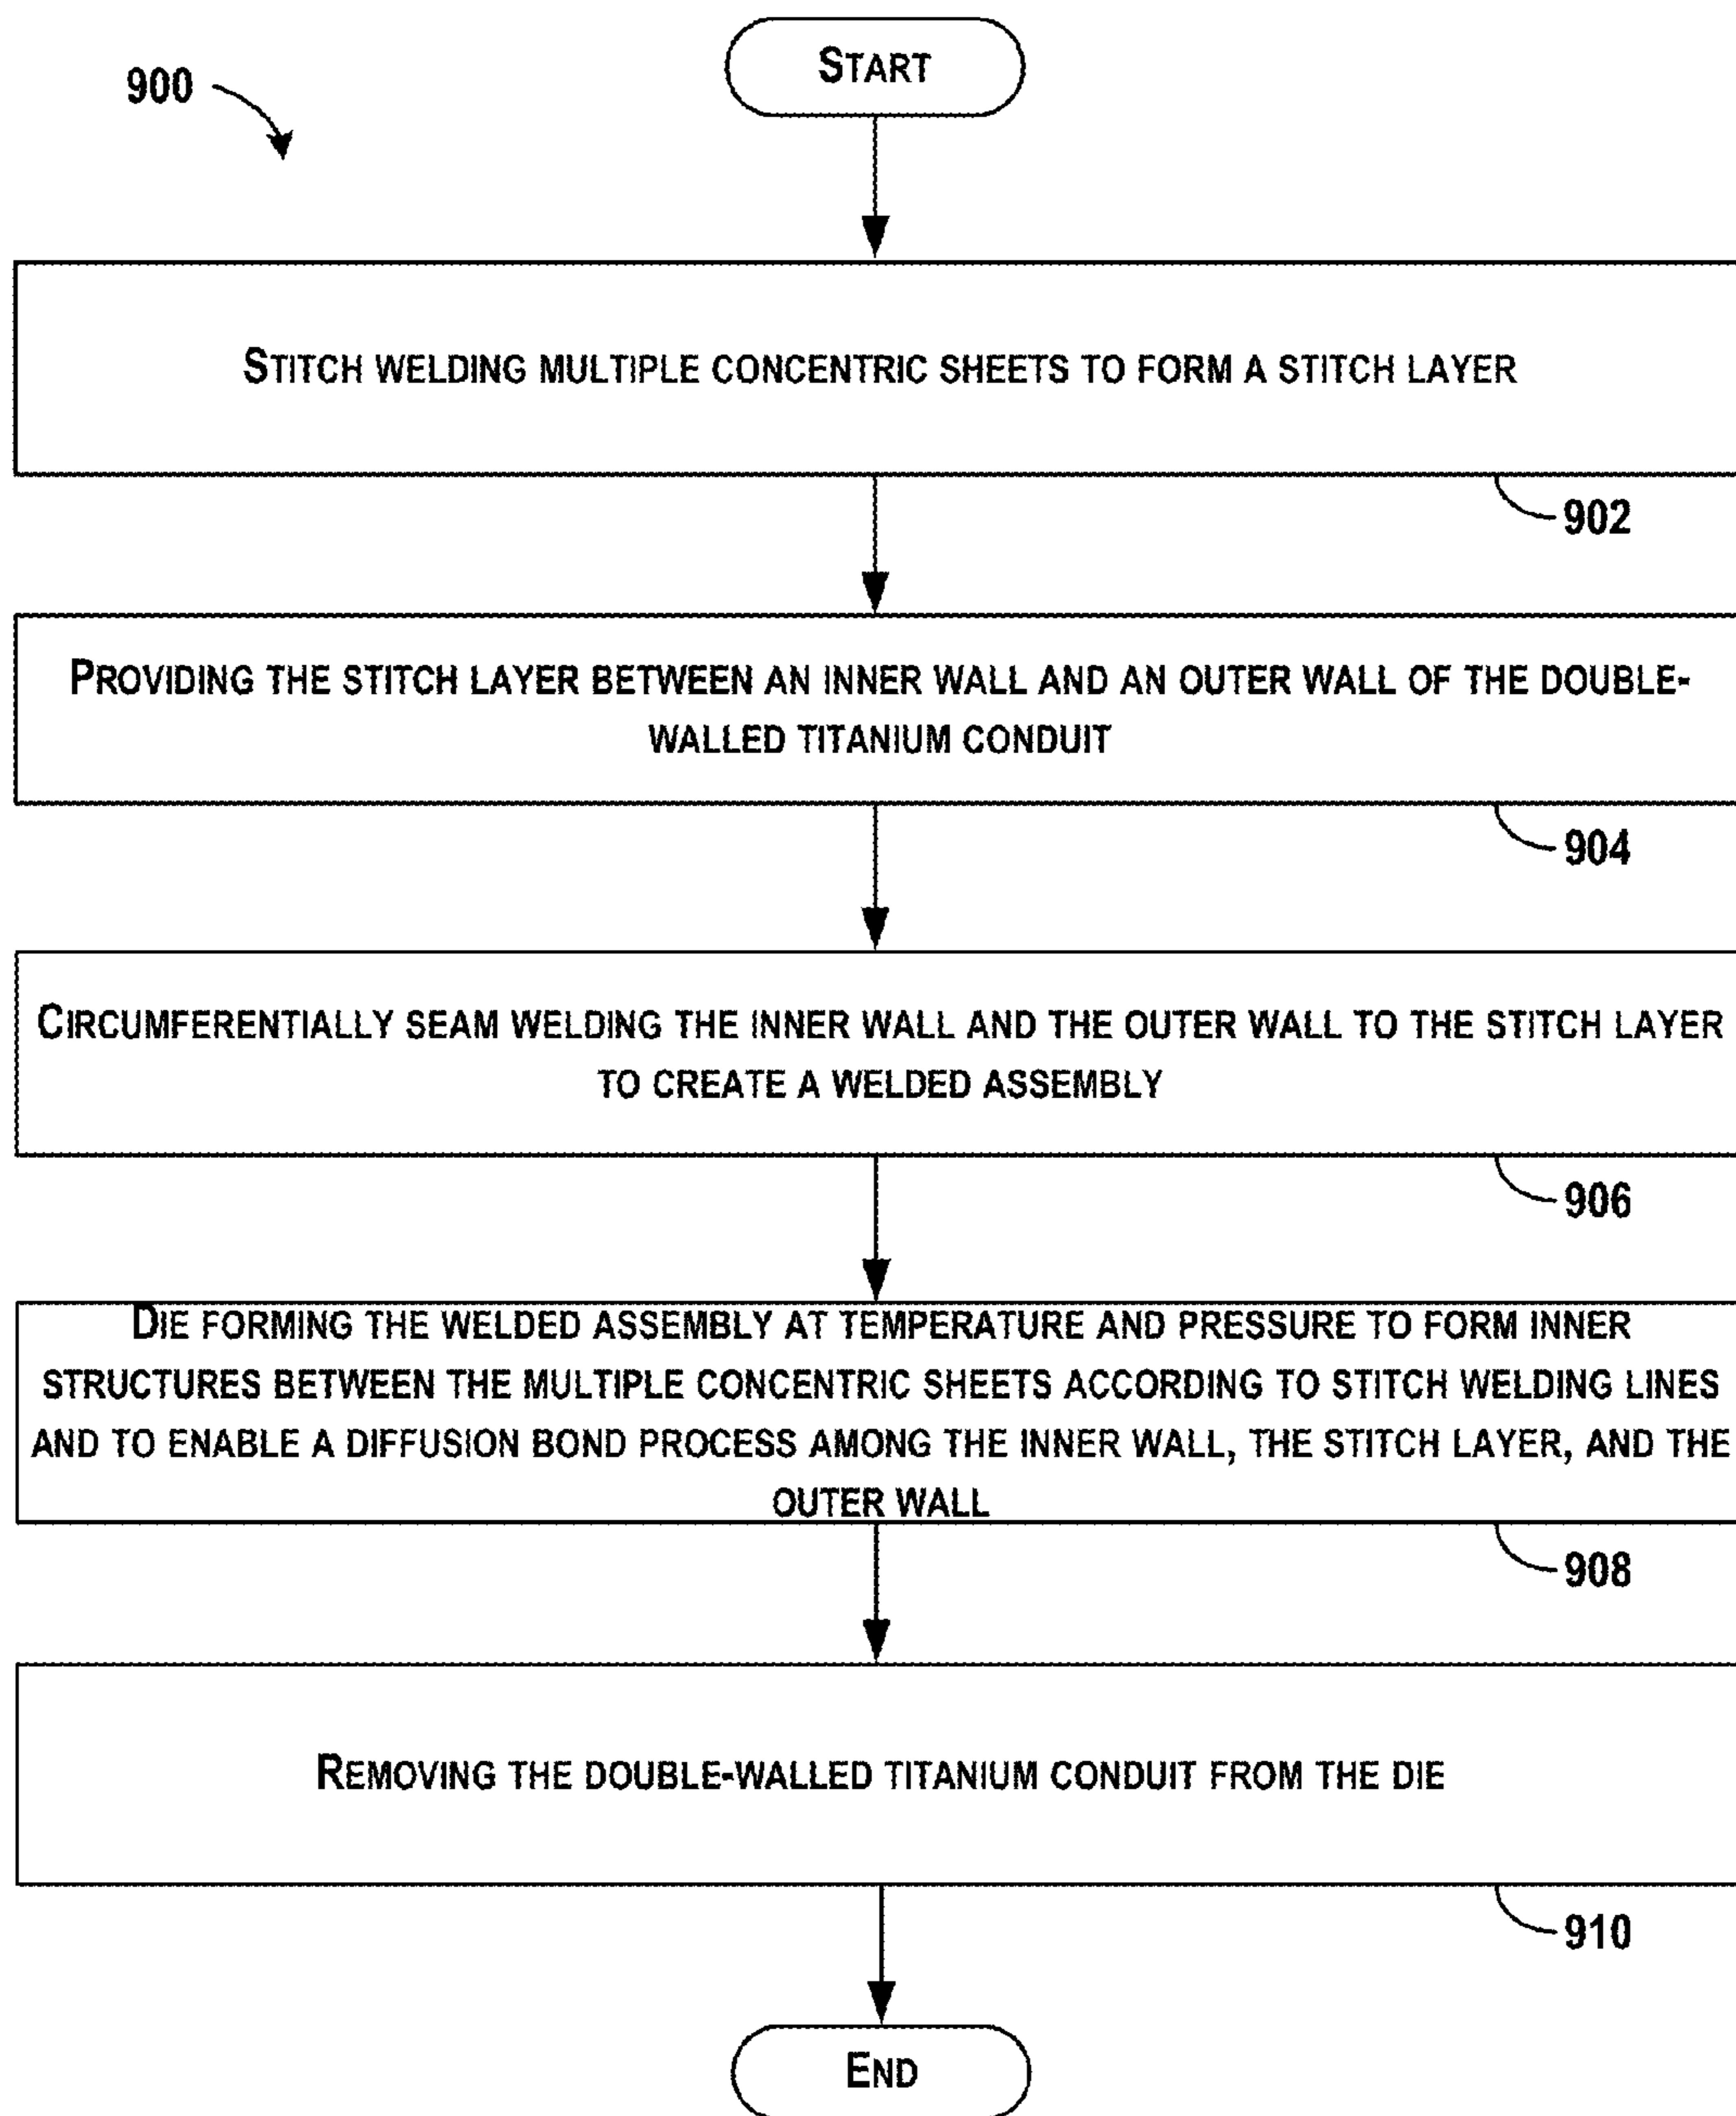 START
900
STITCH WELDING MULTIPLE CONCENTRIC SHEETS TO FORM A STITCH LAYER
902
PROVIDING THE STITCH LAYER BETWEEN AN INNER WALL AND AN OUTER WALL OF THE DOUBLE-
WALLED TITANIUM CONDUIT
904
CIRCUMFERENTIALLY SEAM WELDING THE INNER WALL AND THE OUTER WALL TO THE STITCH LAYER
TO CREATE A WELDED ASSEMBLY
906
DIE FORMING THE WELDED ASSEMBLY AT TEMPERATURE AND PRESSURE TO FORM INNER
STRUCTURES BETWEEN THE MULTIPLE CONCENTRIC SHEETS ACCORDING TO STITCH WELDING LINES
AND TO ENABLE A DIFFUSION BOND PROCESS AMONG THE INNER WALL, THE STITCH LAYER, AND THE
OUTER WALL
908
REMOVING THE DOUBLE-WALLED TITANIUM CONDUIT FROM THE DIE
910
END